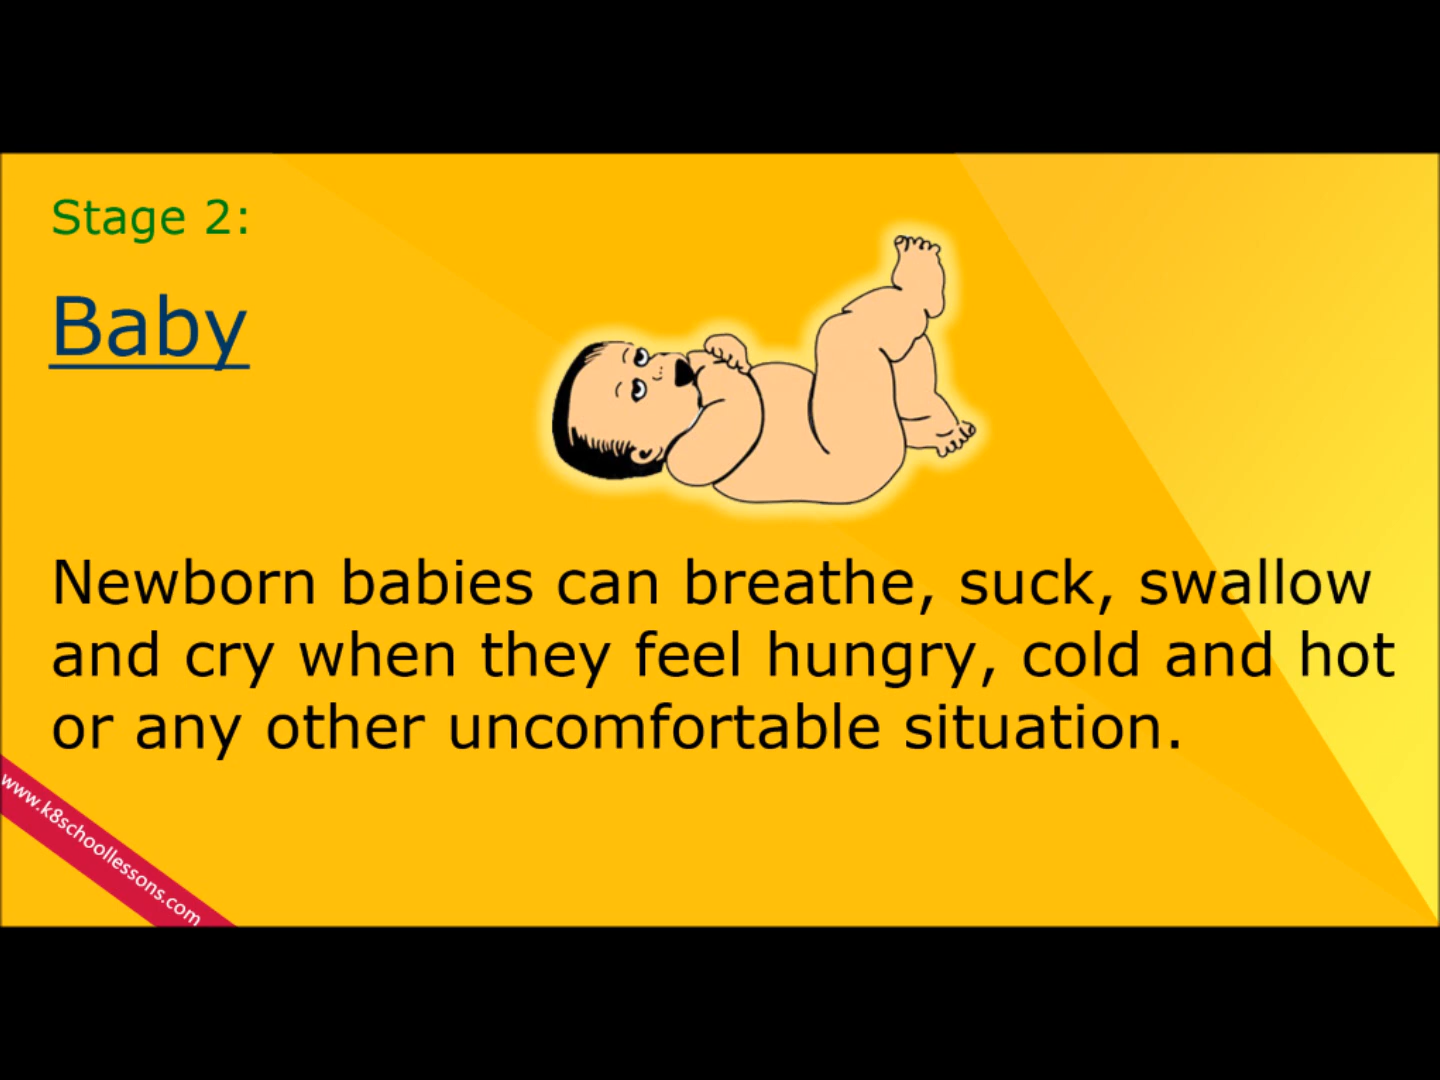 Stage 2:
Baby
Newborn babies can breathe, suck, swallow
and cry when they feel hungry, cold and hot
or any other uncomfortable situation.
www.k8schoollessons.com